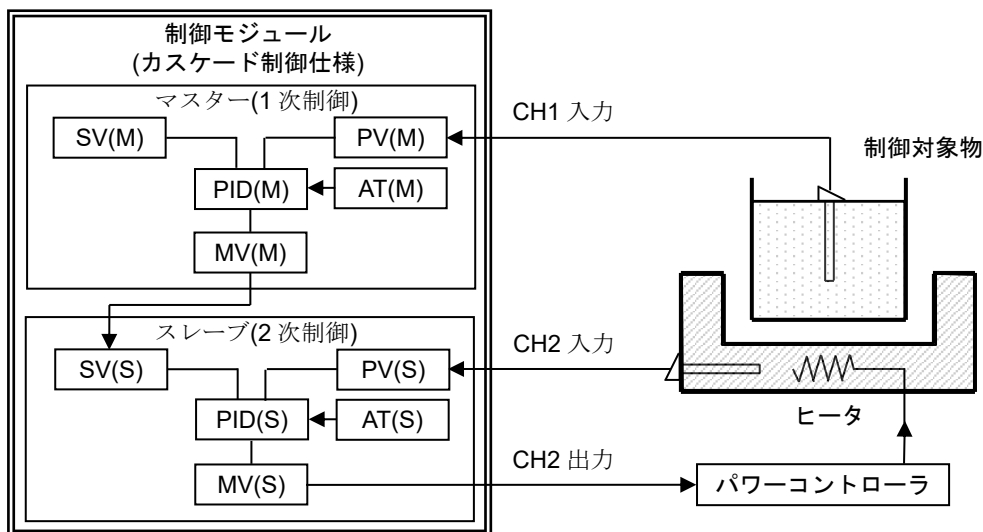 制御モジュール
(カスケード制御仕様)
マスター(1 次制御)
SV(M)
PV(M)
PID(M)
AT(M)
MV(M)
CH1 入力
制御対象物
スレーブ(2 次制御)
SV(S)
PV(S)
PID(S)
AT(S)
MV(S)
CH2 入力
ヒータ
CH2 出力
パワーコントローラ